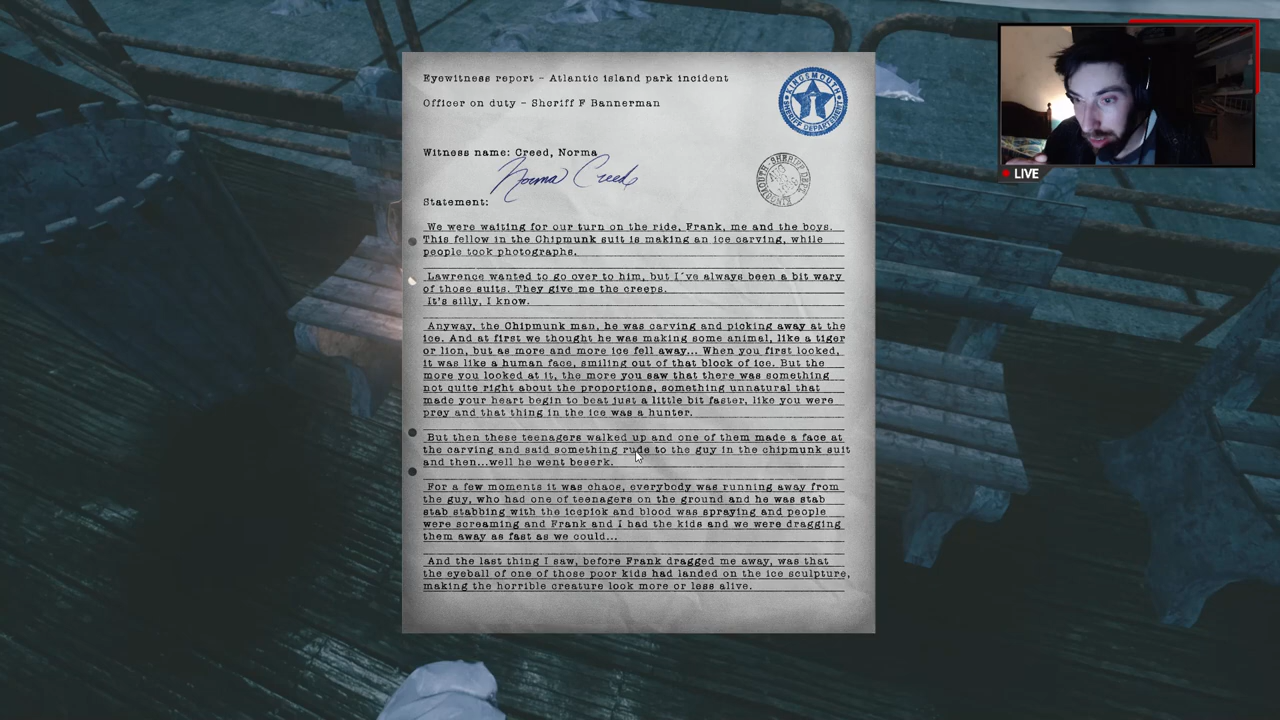 Eyewitness report - Atlantic island park incident
Officer on duty - Sheriff F Bannerman
KINGSMOUTH
SHERIFF DEPARTMENT
Witness name: Creed, Norma
Norma Creed
Statement:
We were waiting for our turn on the ride, Frank, me and the boys.
This fellow in the Chipmunk suit is making an ice carving, while
people took photographs.
Lawrence wanted to go over to him, but I´ve always been a bit wary
of those suits. They give me the creeps.
It's silly, I know.
Anyway, the Chipmunk man, he was carving and picking away at the
ice. And at first we thought he was making some animal, like a tiger
or lion, but as more and more ice fell away... When you first looked,
it was like a human face, smiling out of that block of ice. But the
more you looked at it, the more you saw that there was something
not quite right about the proportions, something unnatural that
made your heart begin to beat just a little bit faster, like you were
prey and that thing in the ice was a hunter.
But then these teenagers walked up and one of them made a face at
the carving and said something rude to the guy in the chipmunk suit
and then...well he went beserk.
For a few moments it was chaos, everybody was running away from
the guy, who had one of teenagers on the ground and he was stab
stab stabbing with the icepick and blood was spraying and people
were screaming and Frank and I had the kids and we were dragging
them away as fast as we could...
And the last thing I saw, before Frank dragged me away, was that
the eyeball of one of those poor kids had landed on the ice sculpture,
making the horrible creature look more or less alive.
LIVE